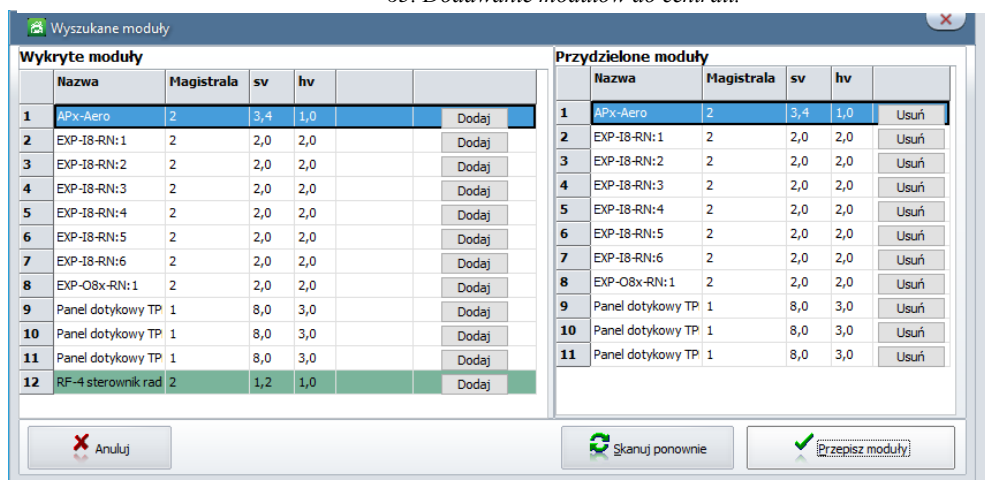 Wyszukane moduły
Wykryte moduły
Nazwa Magistrala sv hv
1 APx-Aero 2 3,4 1,0 Dodaj
2 EXP-I8-RN:1 2 2,0 2,0 Dodaj
3 EXP-I8-RN:2 2 2,0 2,0 Dodaj
4 EXP-I8-RN:3 2 2,0 2,0 Dodaj
5 EXP-I8-RN:4 2 2,0 2,0 Dodaj
6 EXP-I8-RN:5 2 2,0 2,0 Dodaj
7 EXP-I8-RN:6 2 2,0 2,0 Dodaj
8 EXP-O8x-RN:1 2 2,0 2,0 Dodaj
9 Panel dotykowy TP 1 8,0 3,0 Dodaj
10 Panel dotykowy TP 1 8,0 3,0 Dodaj
11 Panel dotykowy TP 1 8,0 3,0 Dodaj
12 RF-4 sterownik rad 2 1,2 1,0 Dodaj
Przydzielone moduły
Nazwa Magistrala sv hv
1 APx-Aero 2 3,4 1,0 Usuń
2 EXP-I8-RN:1 2 2,0 2,0 Usuń
3 EXP-I8-RN:2 2 2,0 2,0 Usuń
4 EXP-I8-RN:3 2 2,0 2,0 Usuń
5 EXP-I8-RN:4 2 2,0 2,0 Usuń
6 EXP-I8-RN:5 2 2,0 2,0 Usuń
7 EXP-I8-RN:6 2 2,0 2,0 Usuń
8 EXP-O8x-RN:1 2 2,0 2,0 Usuń
9 Panel dotykowy TP 1 8,0 3,0 Usuń
10 Panel dotykowy TP 1 8,0 3,0 Usuń
11 Panel dotykowy TP 1 8,0 3,0 Usuń
Anuluj
Skanuj ponownie
Przepisz moduły